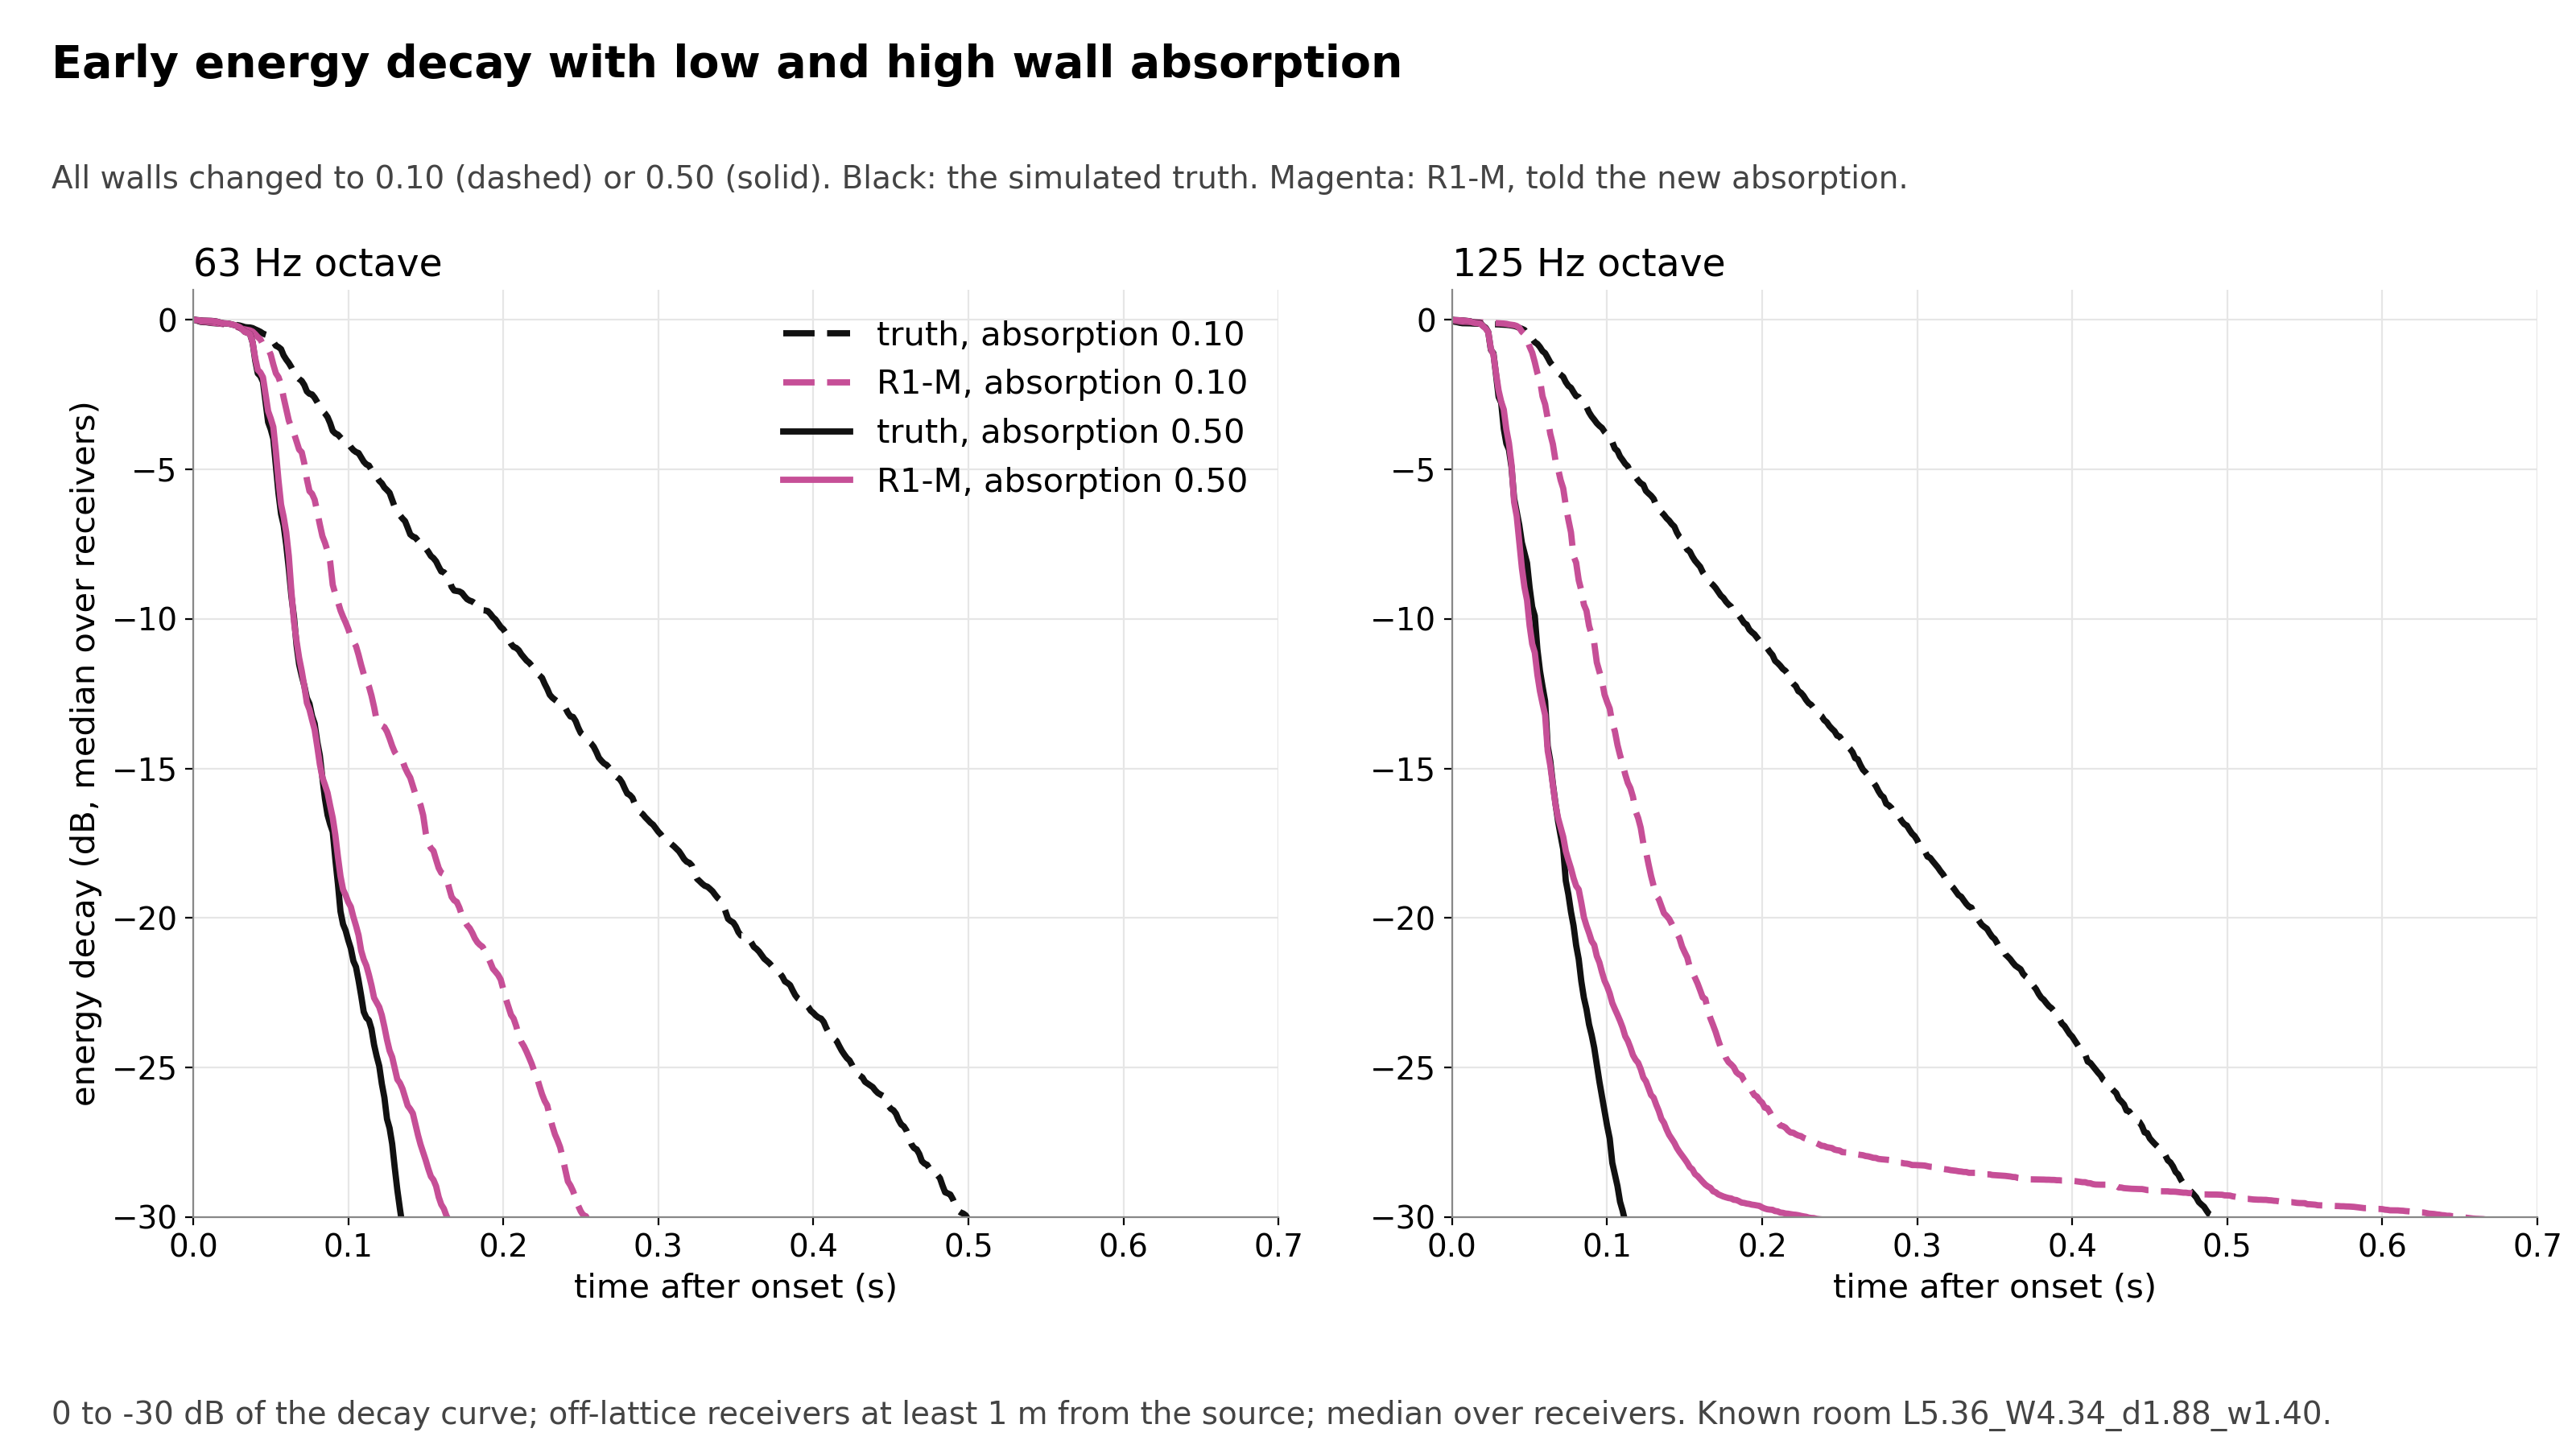 Early energy decay with low and high wall absorption
All walls changed to 0.10 (dashed) or 0.50 (solid). Black: the simulated truth. Magenta: R1-M, told the new absorption.
63 Hz octave
truth, absorption 0.10
R1-M, absorption 0.10
truth, absorption 0.50
R1-M, absorption 0.50
energy decay (dB, median over receivers)
0
−5
−10
−15
−20
−25
−30
0.0 0.1 0.2 0.3 0.4 0.5 0.6 0.7
time after onset (s)
125 Hz octave
0
−5
−10
−15
−20
−25
−30
0.0 0.1 0.2 0.3 0.4 0.5 0.6 0.7
time after onset (s)
0 to -30 dB of the decay curve; off-lattice receivers at least 1 m from the source; median over receivers. Known room L5.36_W4.34_d1.88_w1.40.